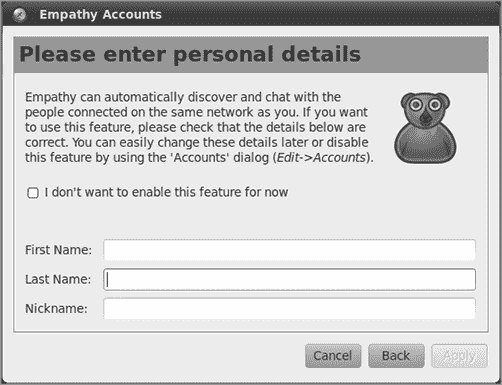 Empathy Accounts
Please enter personal details
Empathy can automatically discover and chat with the
people connected on the same network as you. If you want
to use this feature, please check that the details below are
correct. You can easily change these details later or disable
this feature by using the 'Accounts' dialog (Edit->Accounts).
I don't want to enable this feature for now
First Name:
Last Name:
Nickname:
Cancel Back Apply